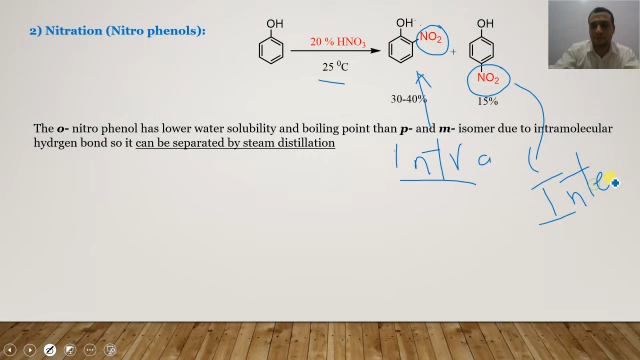 2) Nitration (Nitro phenols):
OH
20 % HNO3
25 0C
OH
NO2
+
OH
NO2
30-40%
15%
The o- nitro phenol has lower water solubility and boiling point than p- and m- isomer due to intramolecular
hydrgen bond so it can be separated by steam distillation
Intra
Inte